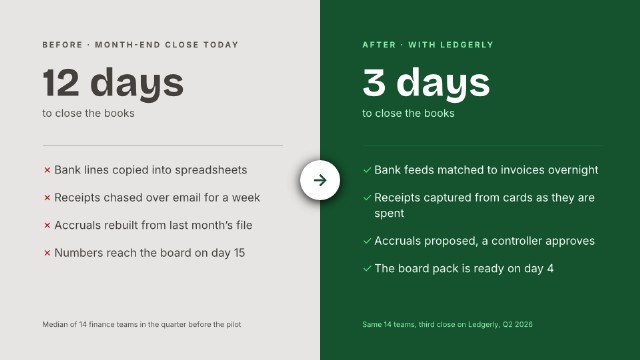 BEFORE · MONTH-END CLOSE TODAY
12 days
to close the books
× Bank lines copied into spreadsheets
× Receipts chased over email for a week
× Accruals rebuilt from last month’s file
× Numbers reach the board on day 15
Median of 14 finance teams in the quarter before the pilot
AFTER · WITH LEDGERLY
3 days
to close the books
✓ Bank feeds matched to invoices overnight
✓ Receipts captured from cards as they are
spent
✓ Accruals proposed, a controller approves
✓ The board pack is ready on day 4
Same 14 teams, third close on Ledgerly, Q2 2026